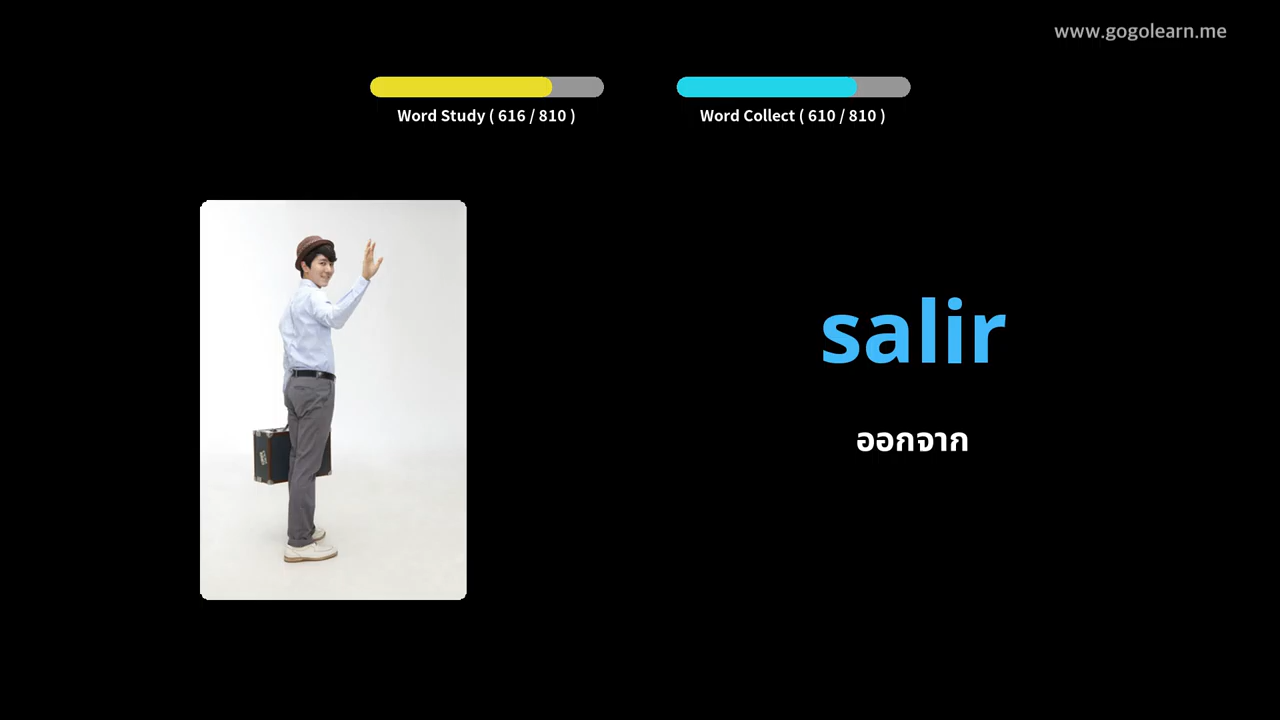 www.gogolearn.me
Word Study ( 616 / 810 )
Word Collect ( 610 / 810 )
salir
ออกจาก